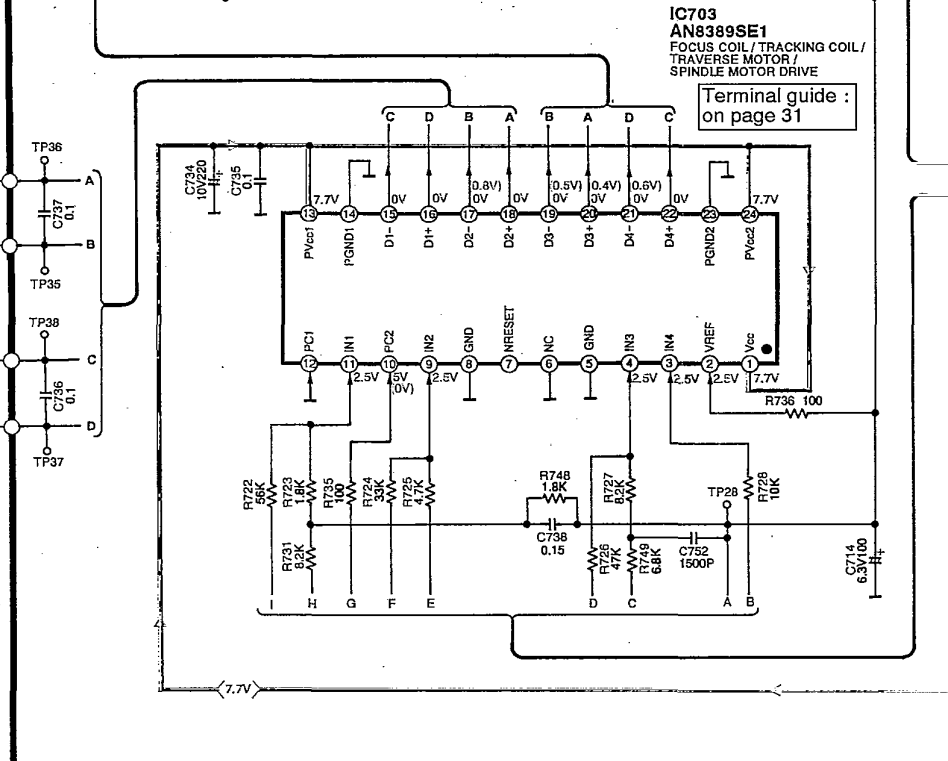 IC703
AN8389SE1
FOCUS COIL / TRACKING COIL /
TRAVERSE MOTOR /
SPINDLE MOTOR DRIVE
Terminal guide :
on page 31
C D B A B A D C
TP36
A
C737
0.1
B
TP35
TP38
C
C736
0.1
D
TP37
C734
10V220
C735
0.1
7.7V 0V 0V (0.8V) 0V 0V (0.5V) 0V (0.4V) 0V (0.6V) 0V 0V 7.7V
13 14 15 16 17 18 19 20 21 22 23 24
PVcc1 PGND1 D1- D1+ D2- D2+ D3- D3+ D4- D4+ PGND2 PVcc2
PC1 IN1 PC2 IN2 GND NRESET NC GND IN3 IN4 VREF Vcc
12 11 10 9 8 7 6 5 4 3 2 1
2.5V 5V (0V) 2.5V 2.5V 2.5V 2.5V 7.7V
R736 100
R722
56K
R723
1.8K
R735
100
R724
33K
R725
4.7K
R748
1.8K
R727
8.2K
TP28
R728
10K
R731
8.2K
C738
0.15
R726
47K
R749
6.8K
C752
1500P
C714
6.3V100
I H G F E D C A B
7.7V